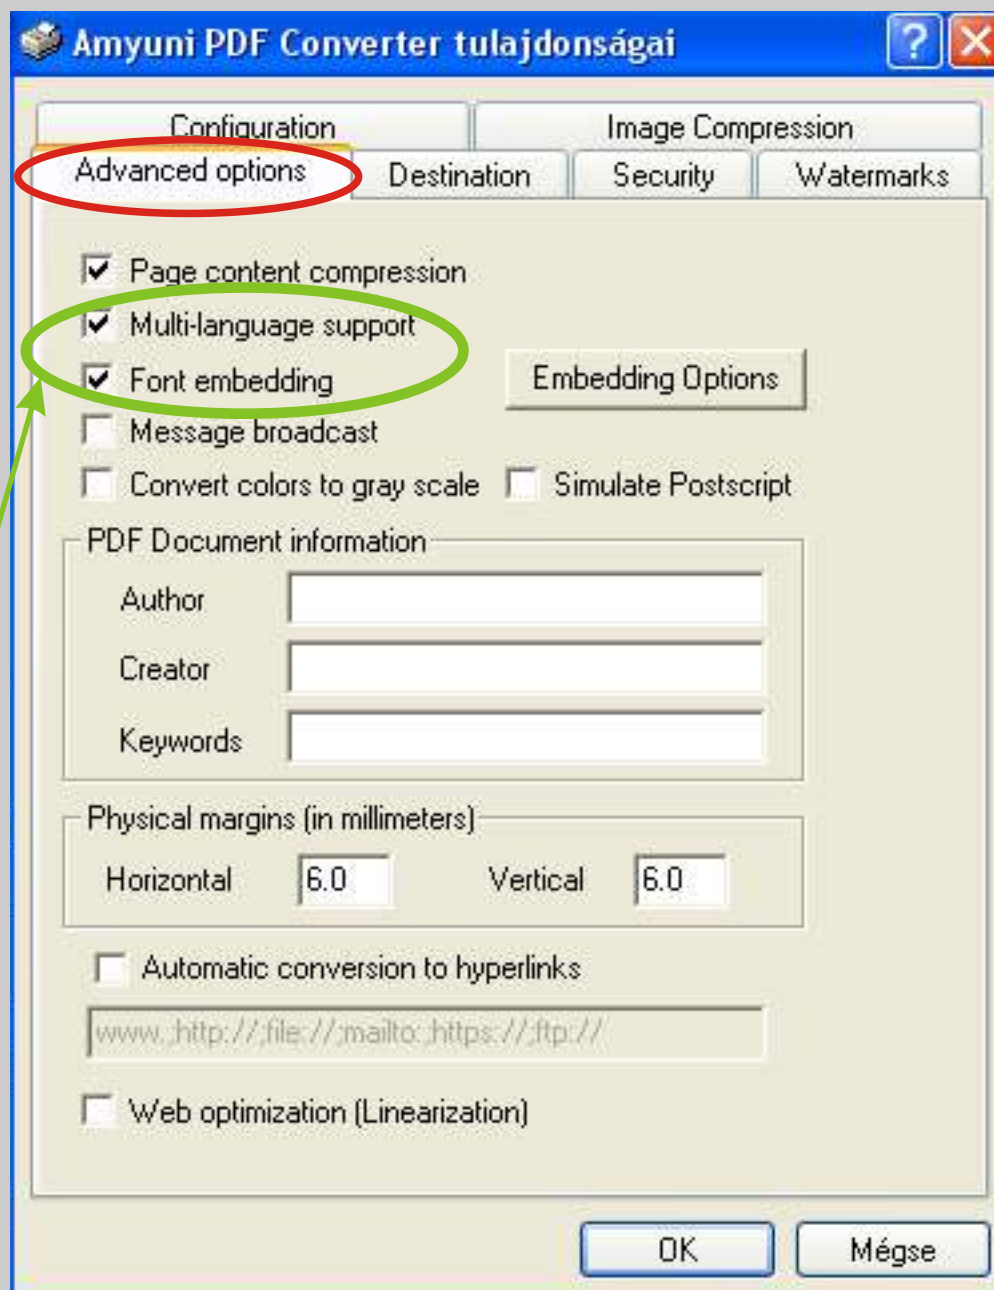 Amyuni PDF Converter tulajdonságai
Configuration Image Compression
Advanced options Destination Security Watermarks
Page content compression
Multi-language support
Font embedding Embedding Options
Message broadcast
Convert colors to gray scale Simulate Postscript
PDF Document information
Author
Creator
Keywords
Physical margins (in millimeters)
Horizontal 6.0 Vertical 6.0
Automatic conversion to hyperlinks
www.;http://;file://;mailto:;https://;ftp://
Web optimization (Linearization)
OK Mégse